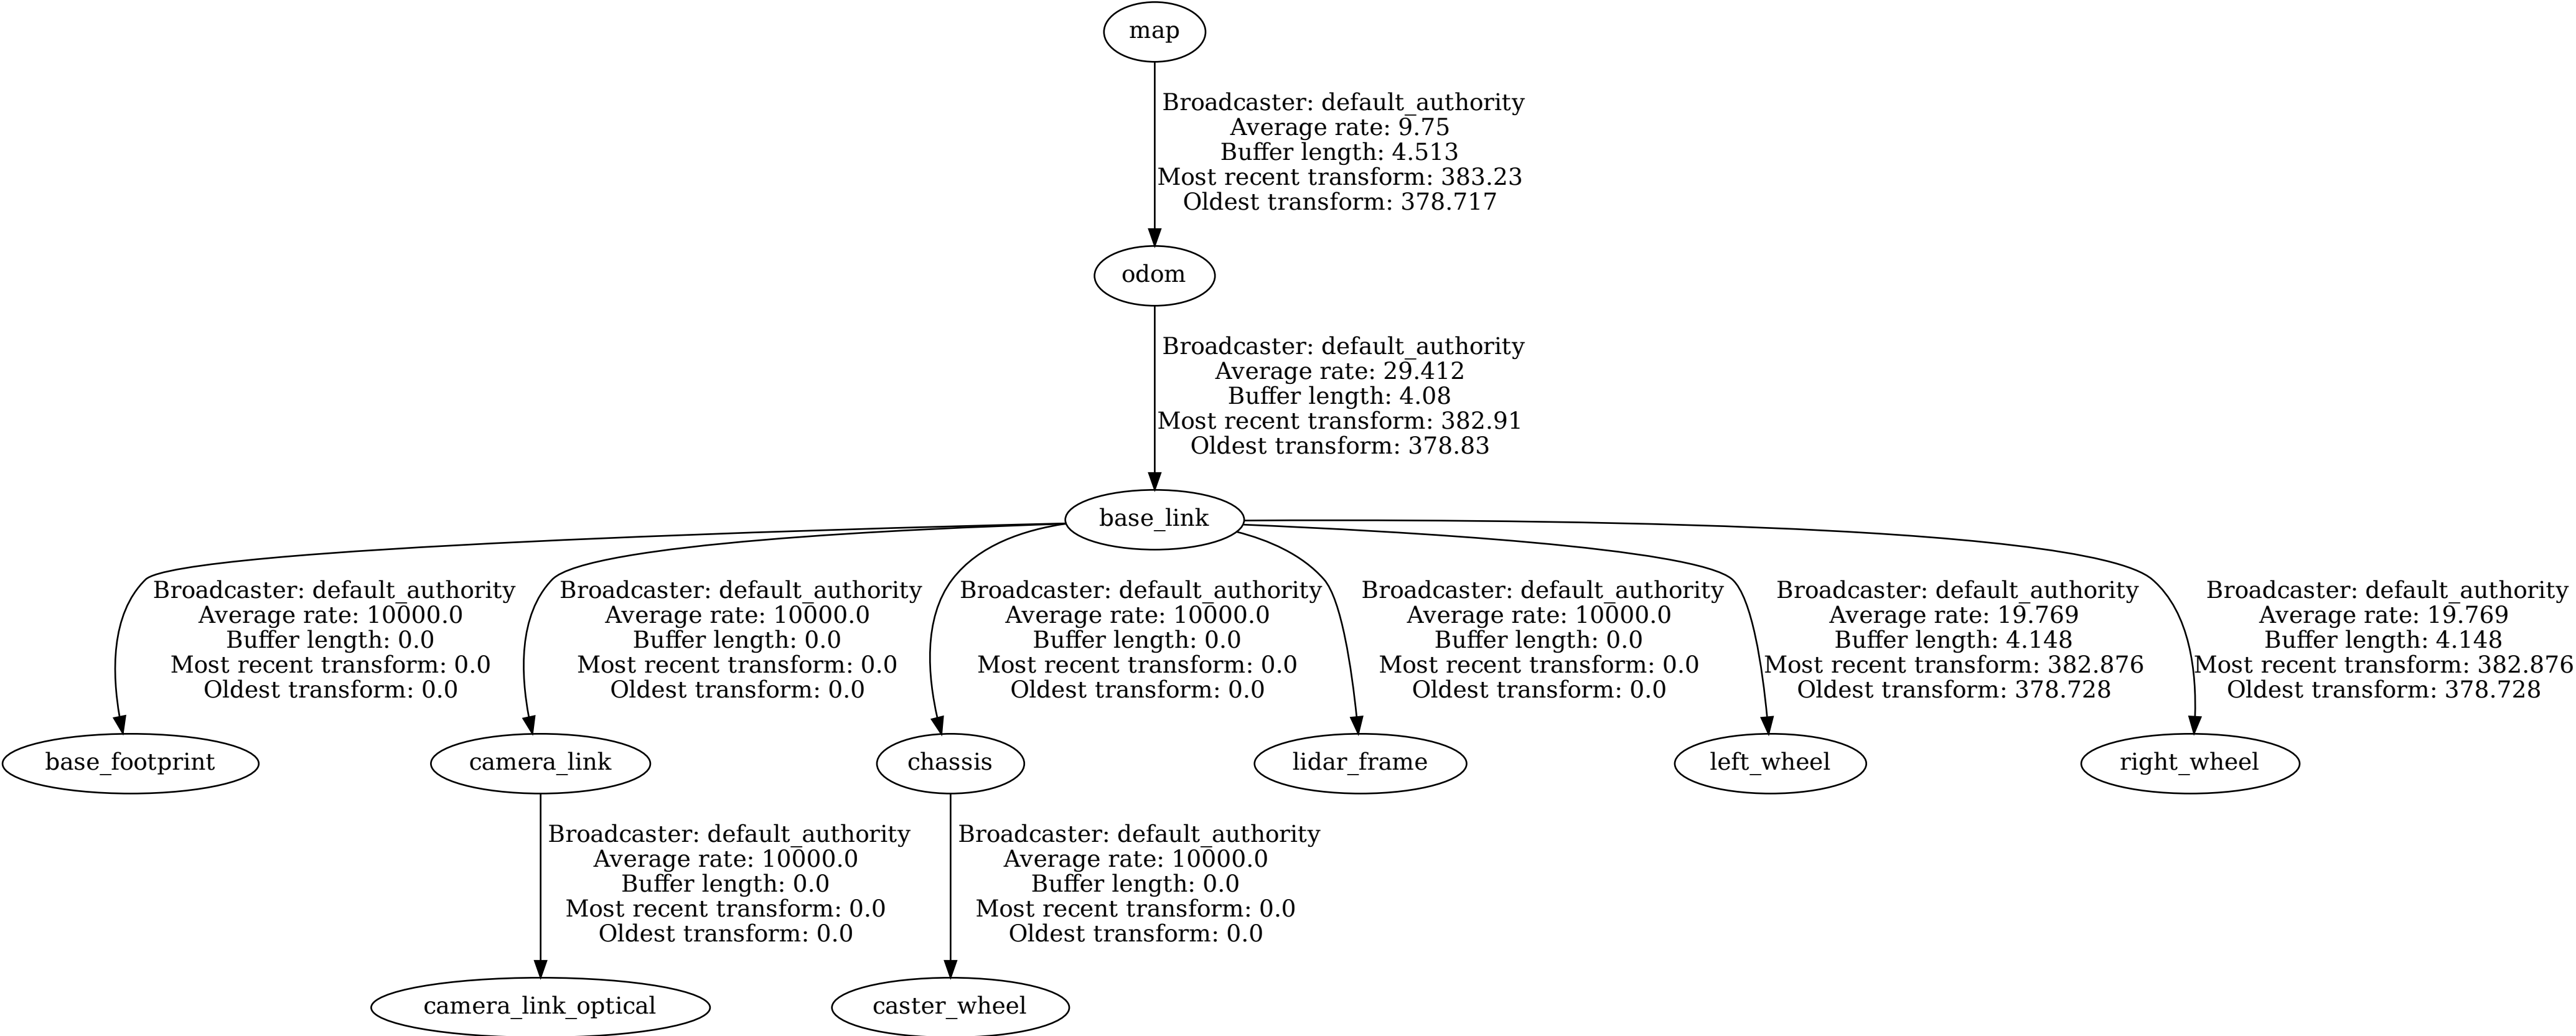 map
Broadcaster: default_authority
Average rate: 9.75
Buffer length: 4.513
Most recent transform: 383.23
Oldest transform: 378.717
odom
Broadcaster: default_authority
Average rate: 29.412
Buffer length: 4.08
Most recent transform: 382.91
Oldest transform: 378.83
base_link
Broadcaster: default_authority
Average rate: 10000.0
Buffer length: 0.0
Most recent transform: 0.0
Oldest transform: 0.0
Broadcaster: default_authority
Average rate: 10000.0
Buffer length: 0.0
Most recent transform: 0.0
Oldest transform: 0.0
Broadcaster: default_authority
Average rate: 10000.0
Buffer length: 0.0
Most recent transform: 0.0
Oldest transform: 0.0
Broadcaster: default_authority
Average rate: 10000.0
Buffer length: 0.0
Most recent transform: 0.0
Oldest transform: 0.0
Broadcaster: default_authority
Average rate: 19.769
Buffer length: 4.148
Most recent transform: 382.876
Oldest transform: 378.728
Broadcaster: default_authority
Average rate: 19.769
Buffer length: 4.148
Most recent transform: 382.876
Oldest transform: 378.728
base_footprint
camera_link
chassis
lidar_frame
left_wheel
right_wheel
Broadcaster: default_authority
Average rate: 10000.0
Buffer length: 0.0
Most recent transform: 0.0
Oldest transform: 0.0
Broadcaster: default_authority
Average rate: 10000.0
Buffer length: 0.0
Most recent transform: 0.0
Oldest transform: 0.0
camera_link_optical
caster_wheel